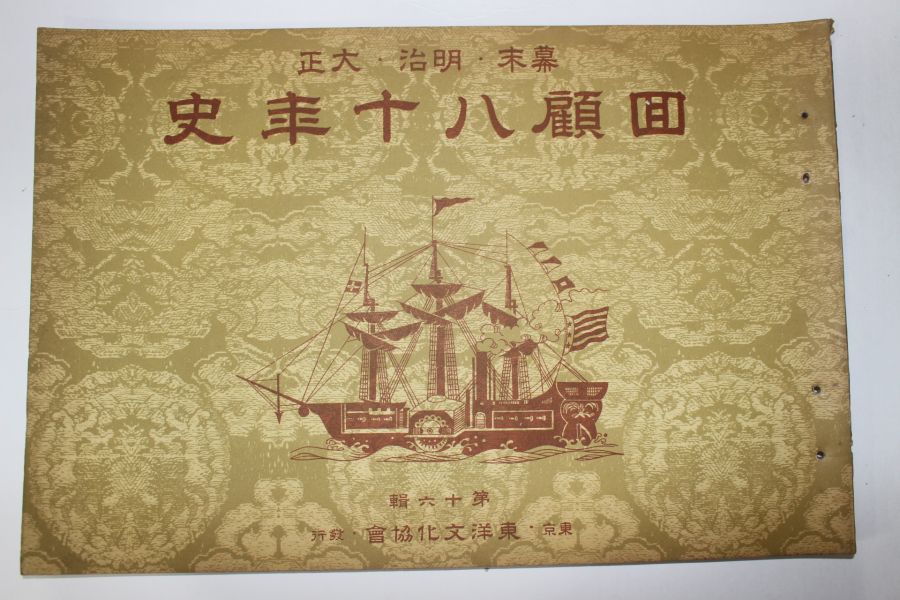 幕末・明治・大正
回顧八十年史
第十六輯
東京・東洋文化協會・發行